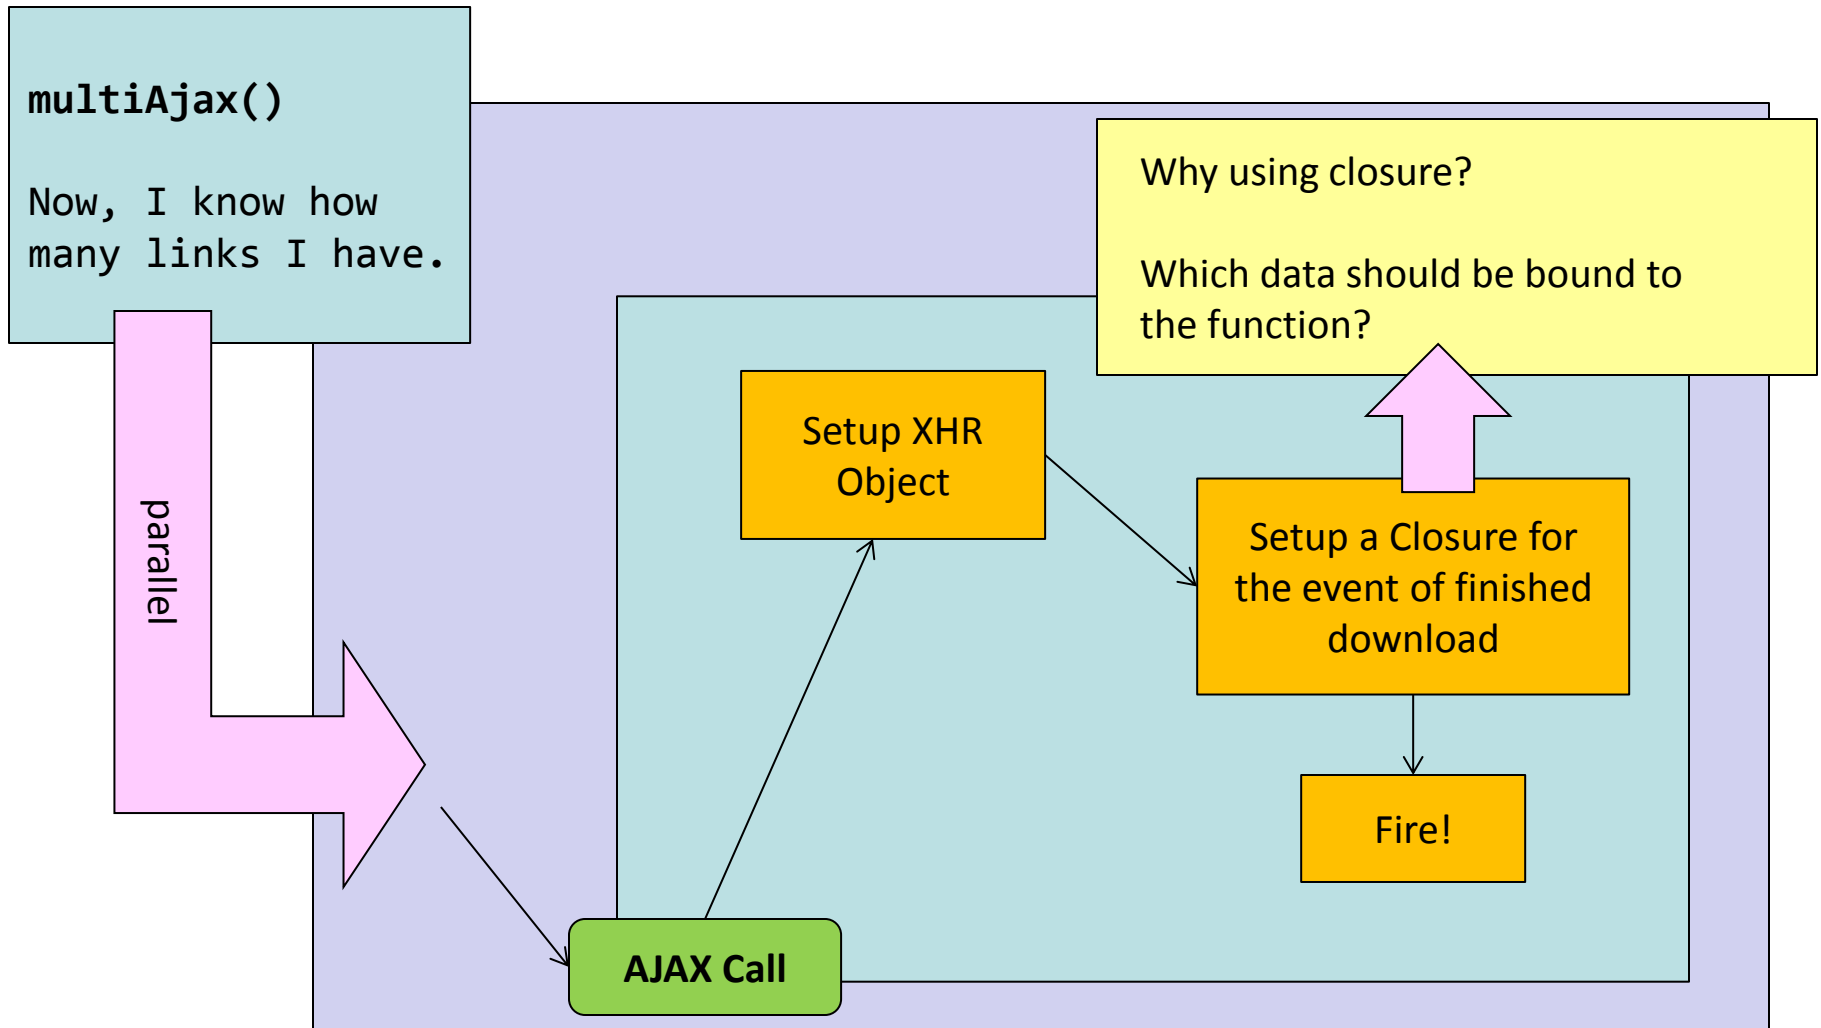 multiAjax()
Now, I know how
many links I have.
parallel
Why using closure?
Which data should be bound to
the function?
Setup XHR
Object
Setup a Closure for
the event of finished
download
Fire!
AJAX Call